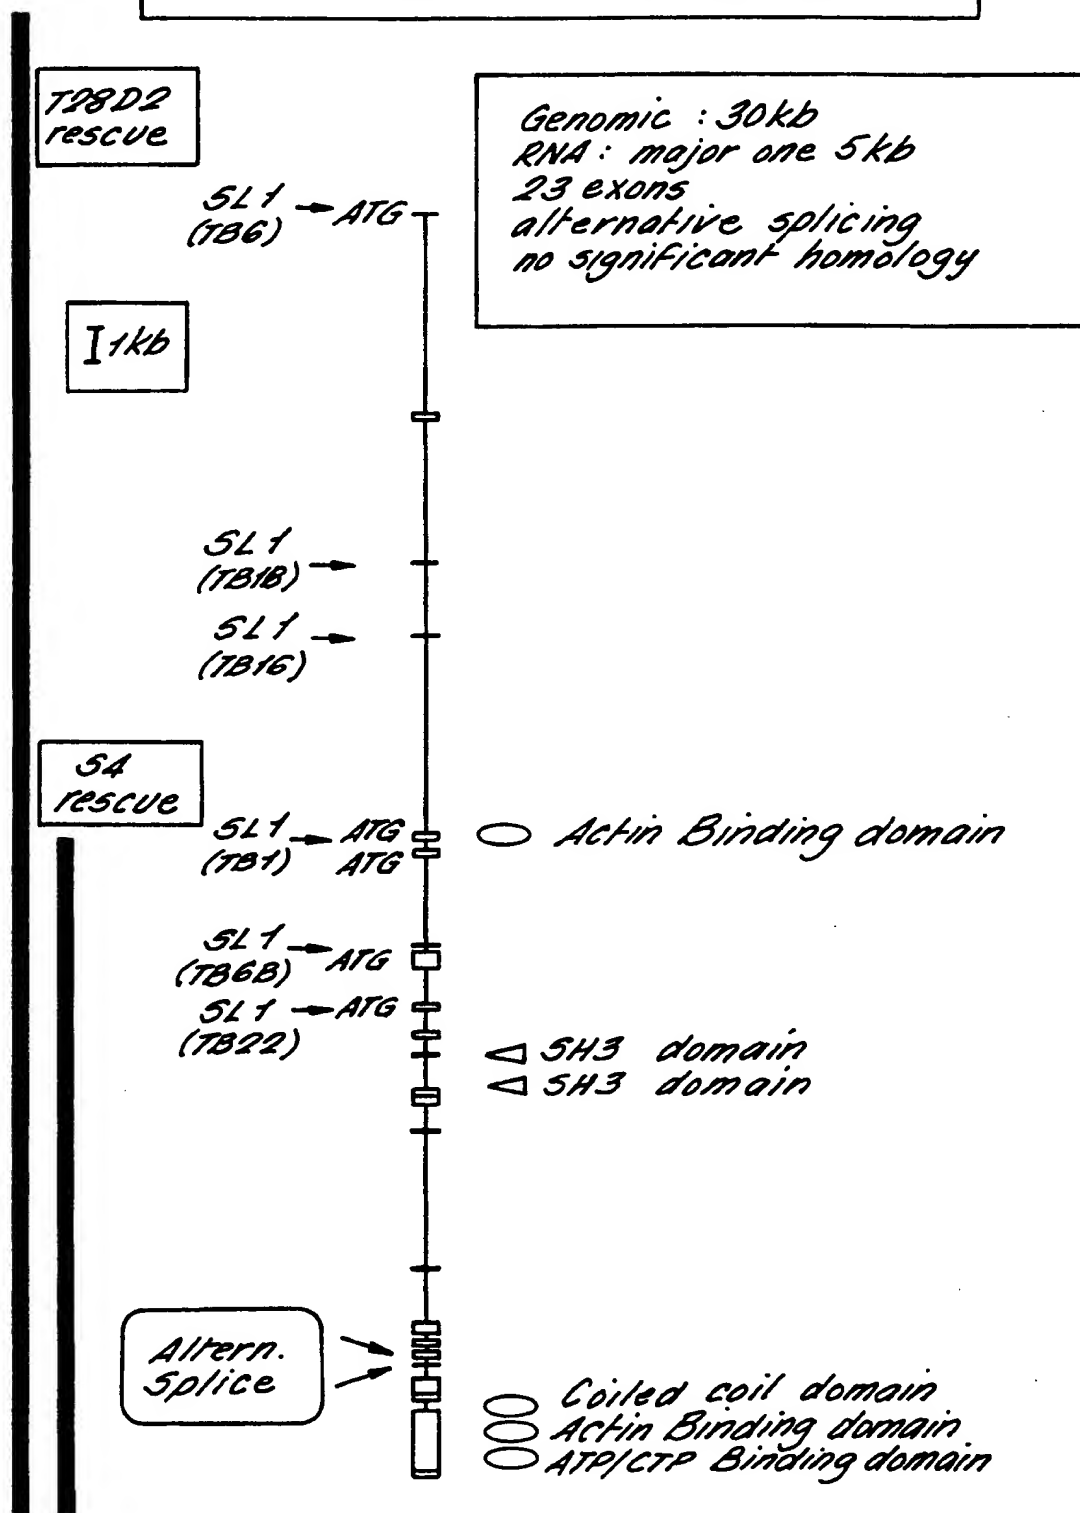 T28D2
rescue
Genomic : 30kb
RNA : major one 5kb
23 exons
alternative splicing
no significant homology
SL1 ATG
(TB6)
1kb
SL1
(TB1B)
SL1
(TB16)
S4
rescue
SL1 ATG
(TB1) ATG
Actin Binding domain
SL1
(TB6B) ATG
SL1 ATG
(TB22)
SH3 domain
SH3 domain
Altern.
Splice
Coiled coil domain
Actin Binding domain
ATP/CTP Binding domain